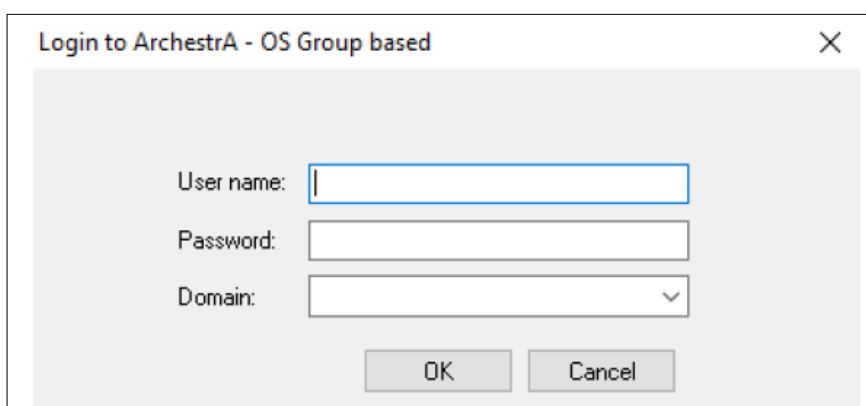 Login to ArchestrA - OS Group based
User name:
Password:
Domain:
OK Cancel